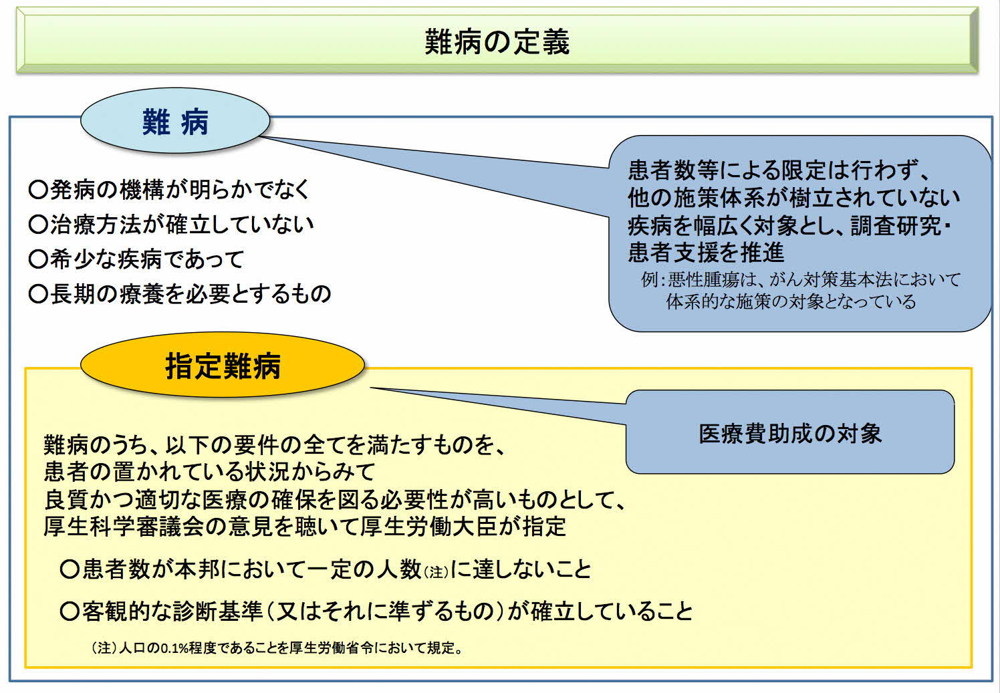 難病の定義
難 病
〇発病の機構が明らかでなく
〇治療方法が確立していない
〇希少な疾病であって
〇長期の療養を必要とするもの
患者数等による限定は行わず、
他の施策体系が樹立されていない
疾病を幅広く対象とし、調査研究・
患者支援を推進
例：悪性腫瘍は、がん対策基本法において
体系的な施策の対象となっている
指定難病
医療費助成の対象
難病のうち、以下の要件の全てを満たすものを、
患者の置かれている状況からみて
良質かつ適切な医療の確保を図る必要性が高いものとして、
厚生科学審議会の意見を聴いて厚生労働大臣が指定
〇患者数が本邦において一定の人数（注）に達しないこと
〇客観的な診断基準（又はそれに準ずるもの）が確立していること
（注）人口の0.1%程度であることを厚生労働省令において規定。